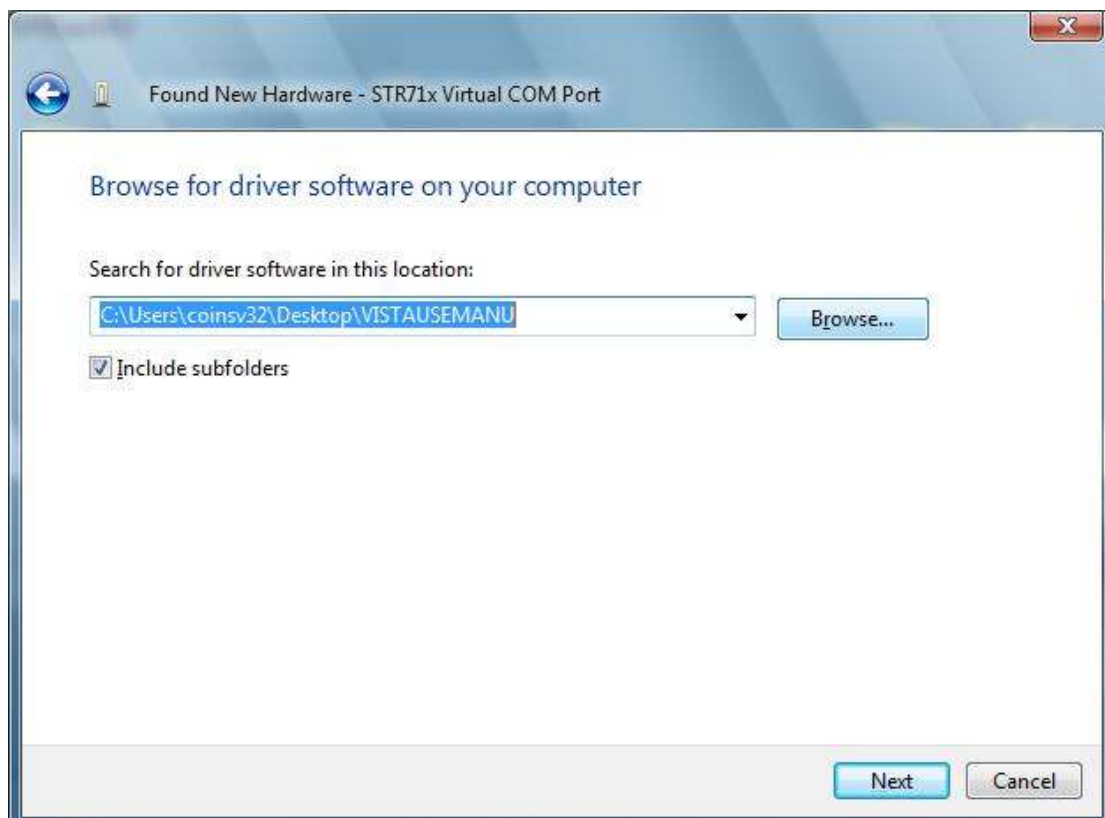 Found New Hardware - STR71x Virtual COM Port
Browse for driver software on your computer
Search for driver software in this location:
C:\Users\coinsv32\Desktop\VISTAUSEMANU
Browse...
Include subfolders
Next
Cancel